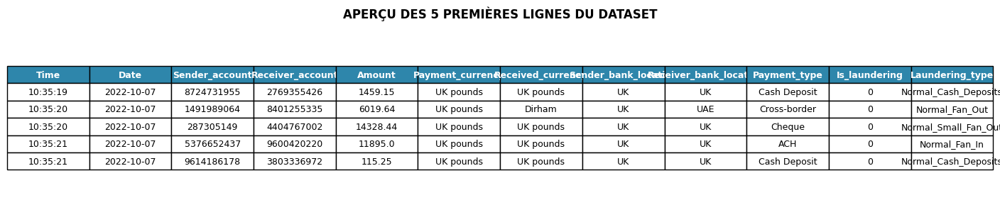 APERÇU DES 5 PREMIÈRES LIGNES DU DATASET
Time Date Sender_account Receiver_account Amount Payment_currency Received_currency Sender_bank_location Receiver_bank_location Payment_type Is_laundering Laundering_type
10:35:19 2022-10-07 8724731955 2769355426 1459.15 UK pounds UK pounds UK UK Cash Deposit 0 Normal_Cash_Deposits
10:35:20 2022-10-07 1491989064 8401255335 6019.64 UK pounds Dirham UK UAE Cross-border 0 Normal_Fan_Out
10:35:20 2022-10-07 287305149 4404767002 14328.44 UK pounds UK pounds UK UK Cheque 0 Normal_Small_Fan_Out
10:35:21 2022-10-07 5376652437 9600420220 11895.0 UK pounds UK pounds UK UK ACH 0 Normal_Fan_In
10:35:21 2022-10-07 9614186178 3803336972 115.25 UK pounds UK pounds UK UK Cash Deposit 0 Normal_Cash_Deposits